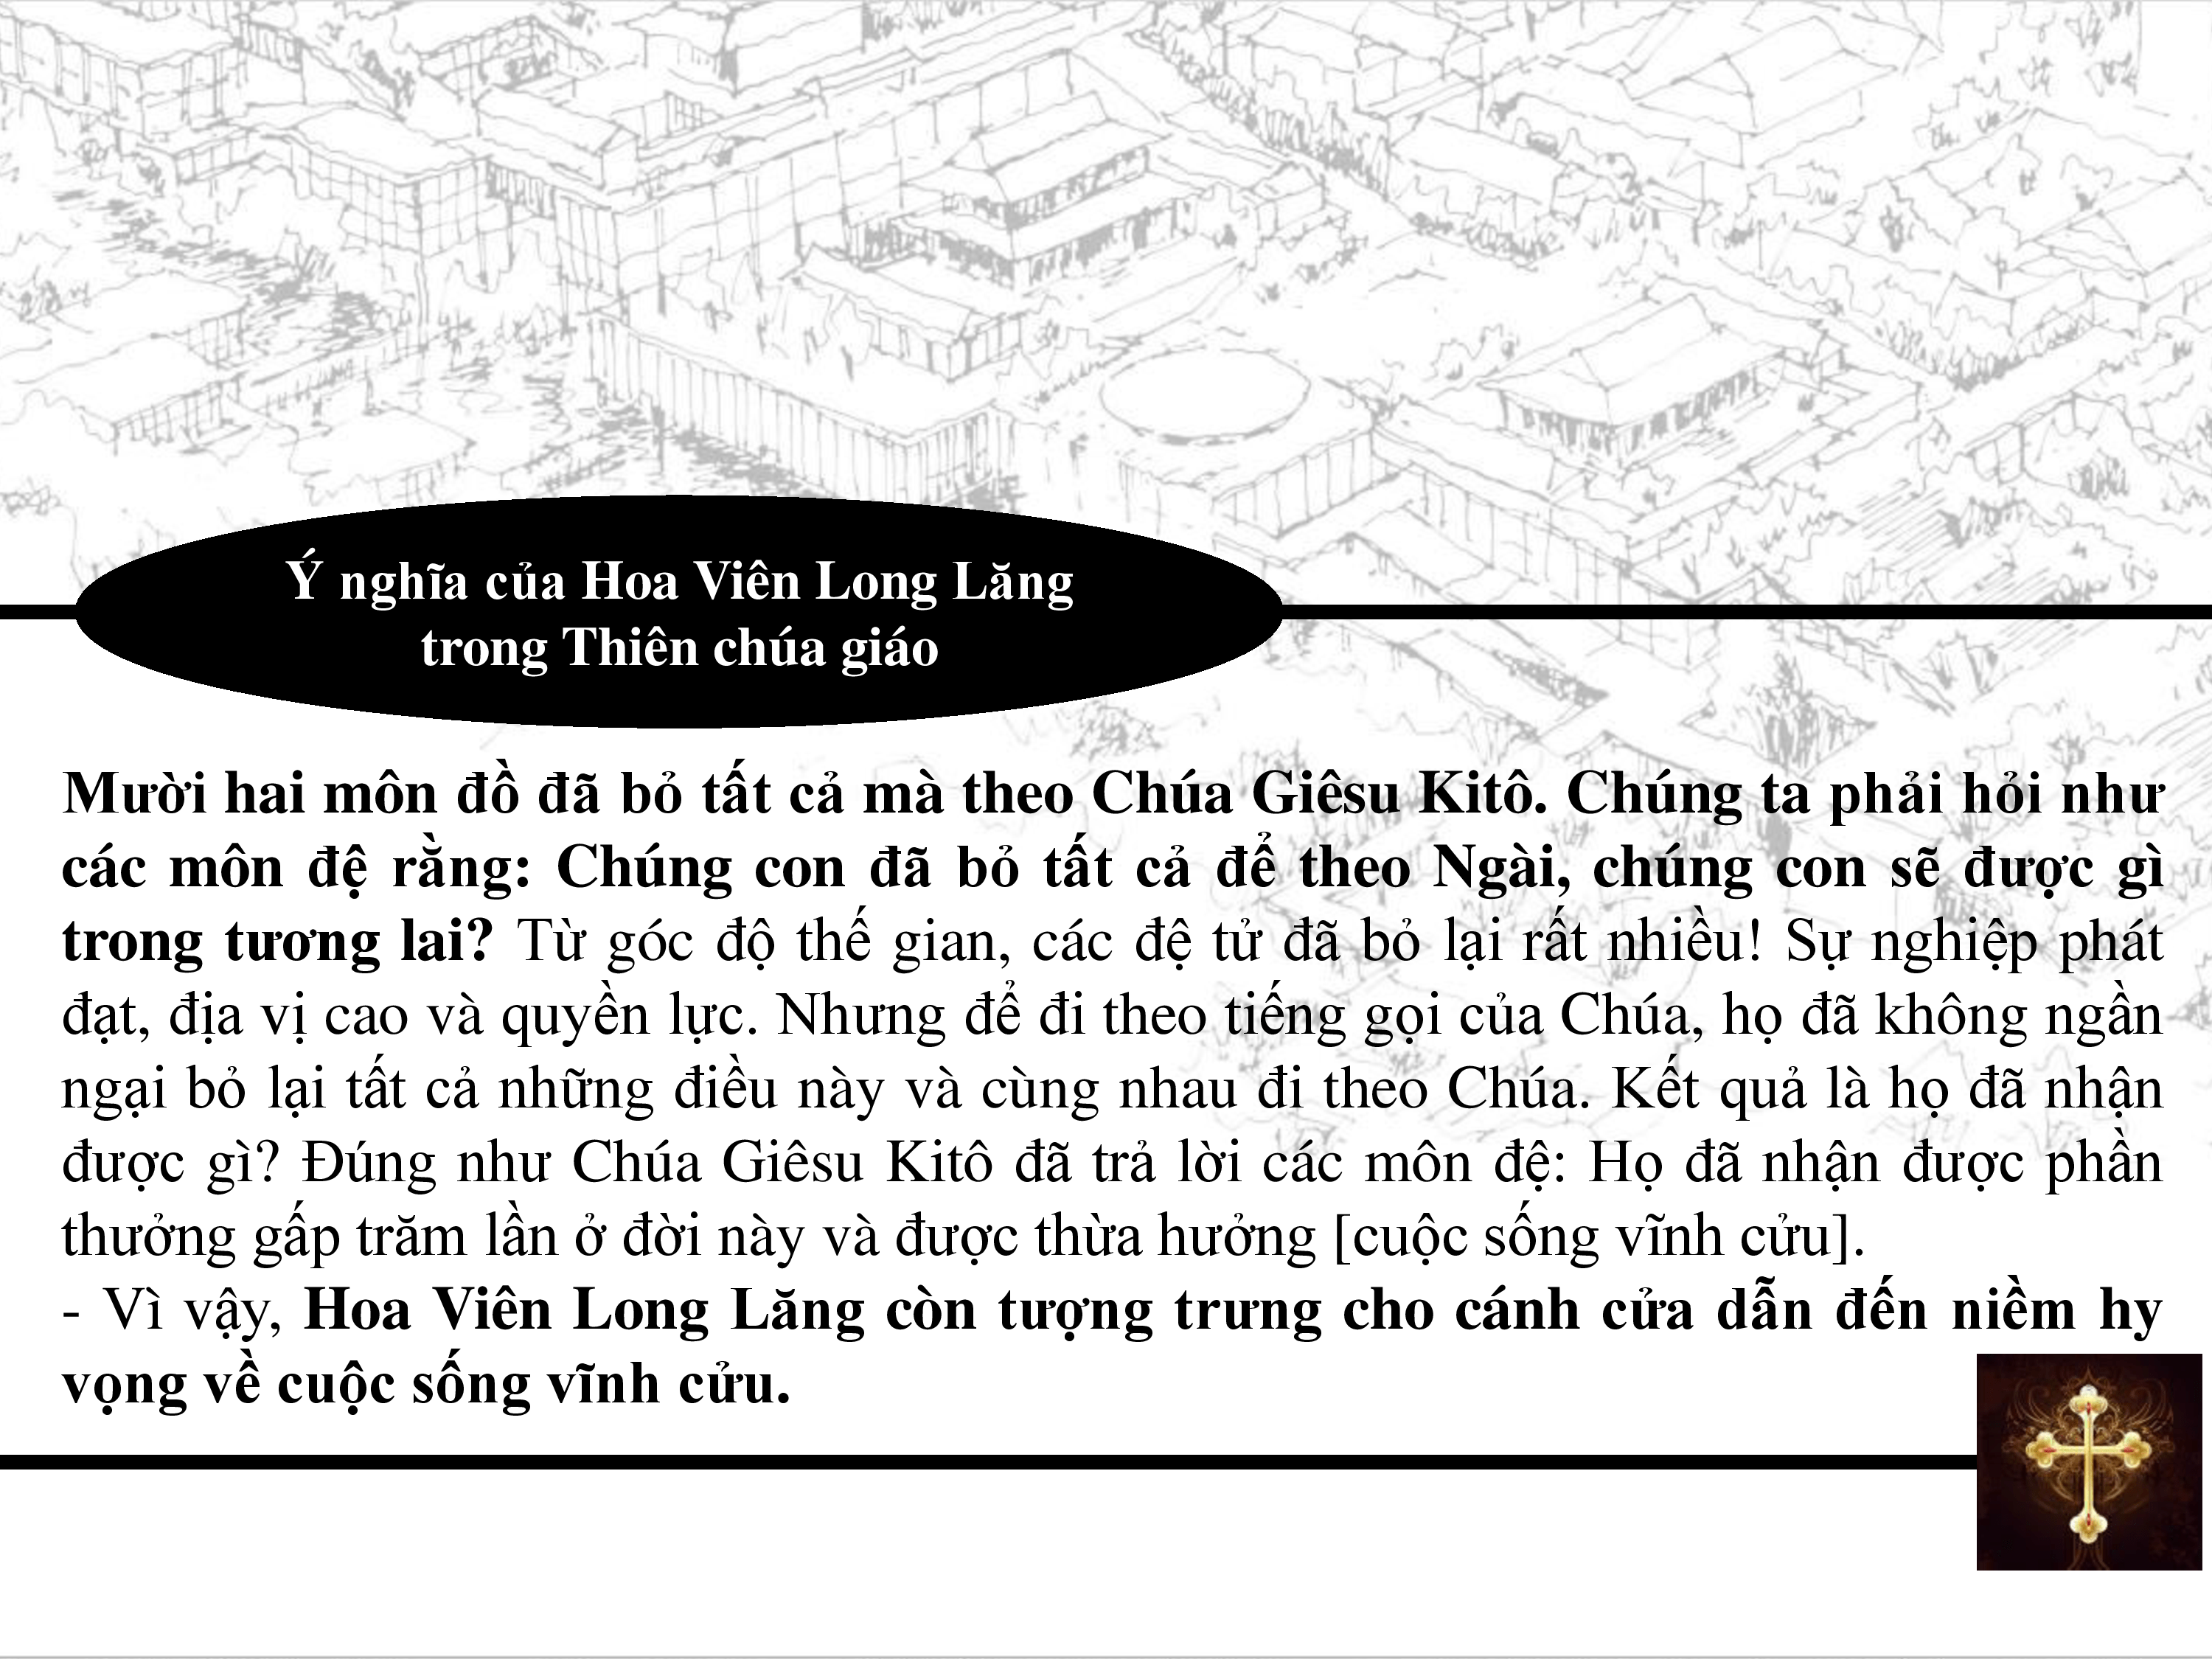 Ý nghĩa của Hoa Viên Long Lăng
trong Thiên chúa giáo
Mười hai môn đồ đã bỏ tất cả mà theo Chúa Giêsu Kitô. Chúng ta phải hỏi như
các môn đệ rằng: Chúng con đã bỏ tất cả để theo Ngài, chúng con sẽ được gì
trong tương lai? Từ góc độ thế gian, các đệ tử đã bỏ lại rất nhiều! Sự nghiệp phát
đạt, địa vị cao và quyền lực. Nhưng để đi theo tiếng gọi của Chúa, họ đã không ngần
ngại bỏ lại tất cả những điều này và cùng nhau đi theo Chúa. Kết quả là họ đã nhận
được gì? Đúng như Chúa Giêsu Kitô đã trả lời các môn đệ: Họ đã nhận được phần
thưởng gấp trăm lần ở đời này và được thừa hưởng [cuộc sống vĩnh cửu].
- Vì vậy, Hoa Viên Long Lăng còn tượng trưng cho cánh cửa dẫn đến niềm hy
vọng về cuộc sống vĩnh cửu.